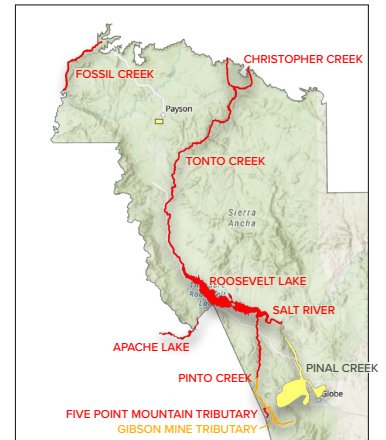 CHRISTOPHER CREEK
FOSSIL CREEK
Payson
TONTO CREEK
Sierra
Ancha
ROOSEVELT LAKE
SALT RIVER
APACHE LAKE
PINAL CREEK
PINTO CREEK
Globe
FIVE POINT MOUNTAIN TRIBUTARY
GIBSON MINE TRIBUTARY